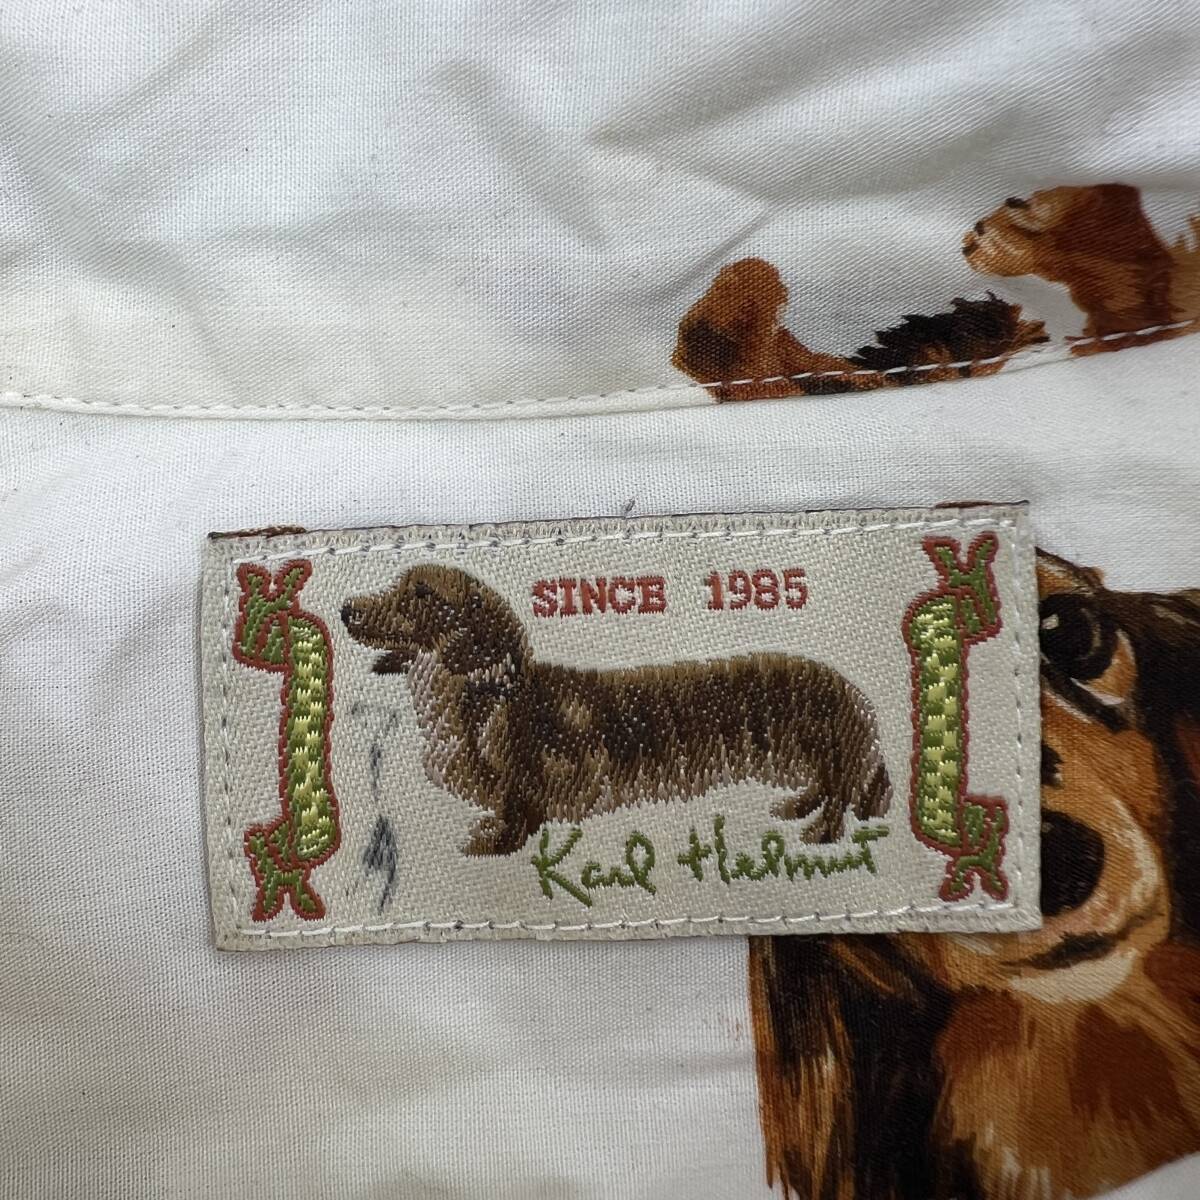 SINCE 1985
Karl Helmut